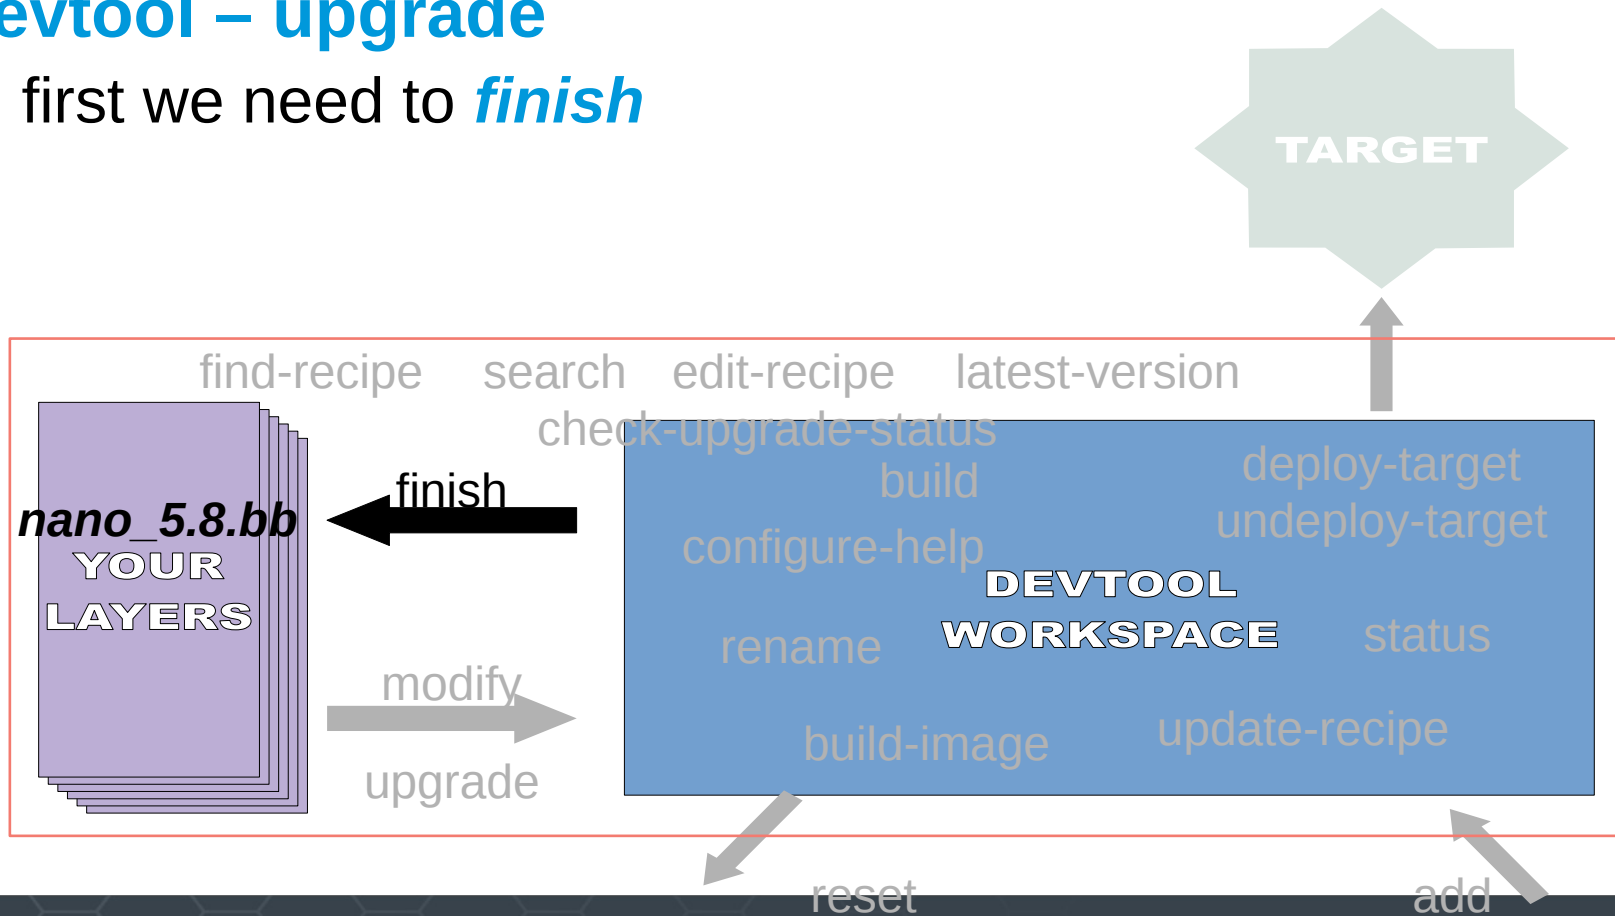 evtool – upgrade
first we need to finish
TARGET
find-recipe search edit-recipe latest-version
check-upgrade-status
build
deploy-target
finish
nano_5.8.bb
undeploy-target
configure-help
YOUR
LAYERS
DEVTOOL
WORKSPACE
rename
status
modify
update-recipe
build-image
upgrade
reset
add